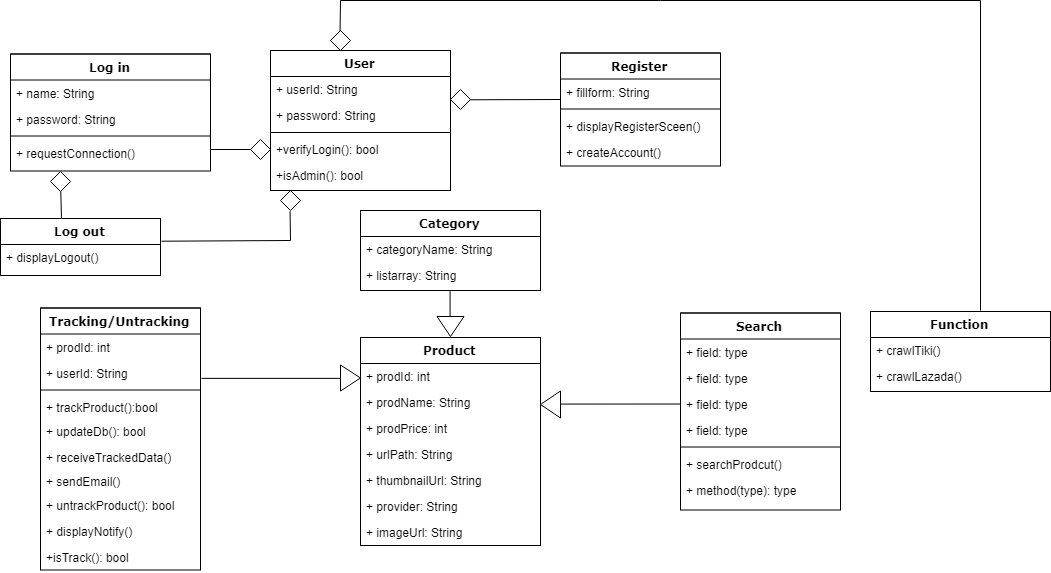 Log in
+ name: String
+ password: String
+ requestConnection()
User
+ userId: String
+ password: String
+verifyLogin(): bool
+isAdmin(): bool
Register
+ fillform: String
+ displayRegisterSceen()
+ createAccount()
Log out
+ displayLogout()
Category
+ categoryName: String
+ listarray: String
Tracking/Untracking
+ prodId: int
+ userId: String
+ trackProduct():bool
+ updateDb(): bool
+ receiveTrackedData()
+ sendEmail()
+ untrackProduct(): bool
+ displayNotify()
+isTrack(): bool
Product
+ prodId: int
+ prodName: String
+ prodPrice: int
+ urlPath: String
+ thumbnailUrl: String
+ provider: String
+ imageUrl: String
Search
+ field: type
+ field: type
+ field: type
+ field: type
+ searchProdcut()
+ method(type): type
Function
+ crawlTiki()
+ crawlLazada()